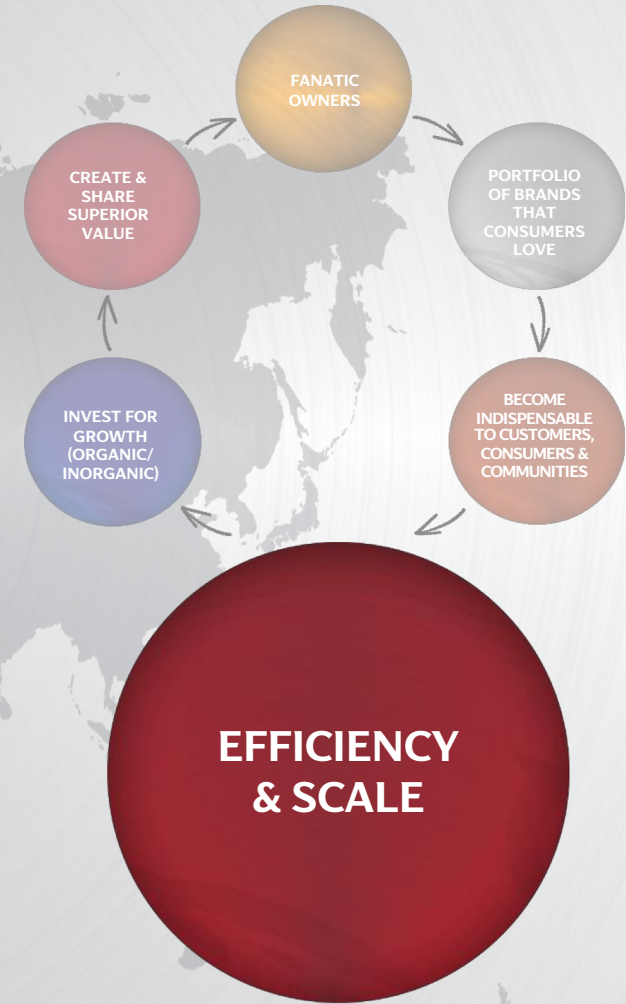 FANATIC
OWNERS
PORTFOLIO
OF BRANDS
THAT
CONSUMERS
LOVE
BECOME
INDISPENSABLE
TO CUSTOMERS,
CONSUMERS &
COMMUNITIES
EFFICIENCY
& SCALE
INVEST FOR
GROWTH
(ORGANIC/
INORGANIC)
CREATE &
SHARE
SUPERIOR
VALUE